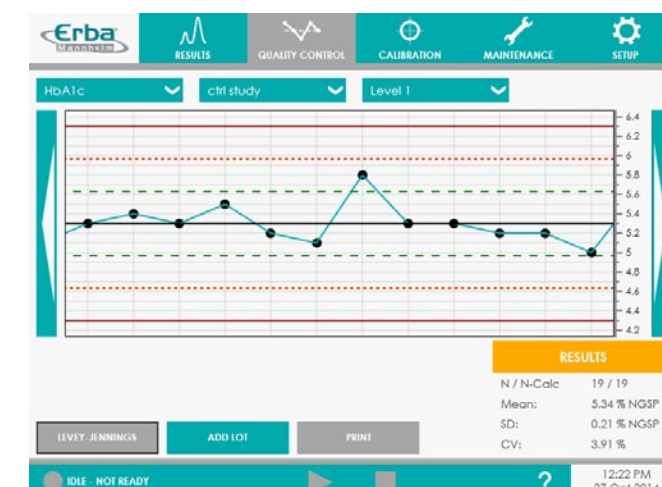 Erba
Mannheim
RESULTS
QUALITY CONTROL
CALIBRATION
MAINTENANCE
SETUP
HbA1c
ctrl study
Level 1
6.4
6.2
6
5.8
5.6
5.4
5.2
5
4.8
4.6
4.4
4.2
RESULTS
N / N-Calc 19 / 19
Mean: 5.34 % NGSP
SD: 0.21 % NGSP
CV: 3.91 %
LEVEY-JENNINGS
ADD LOT
PRINT
IDLE - NOT READY
?
12:22 PM
27 Oct 2016